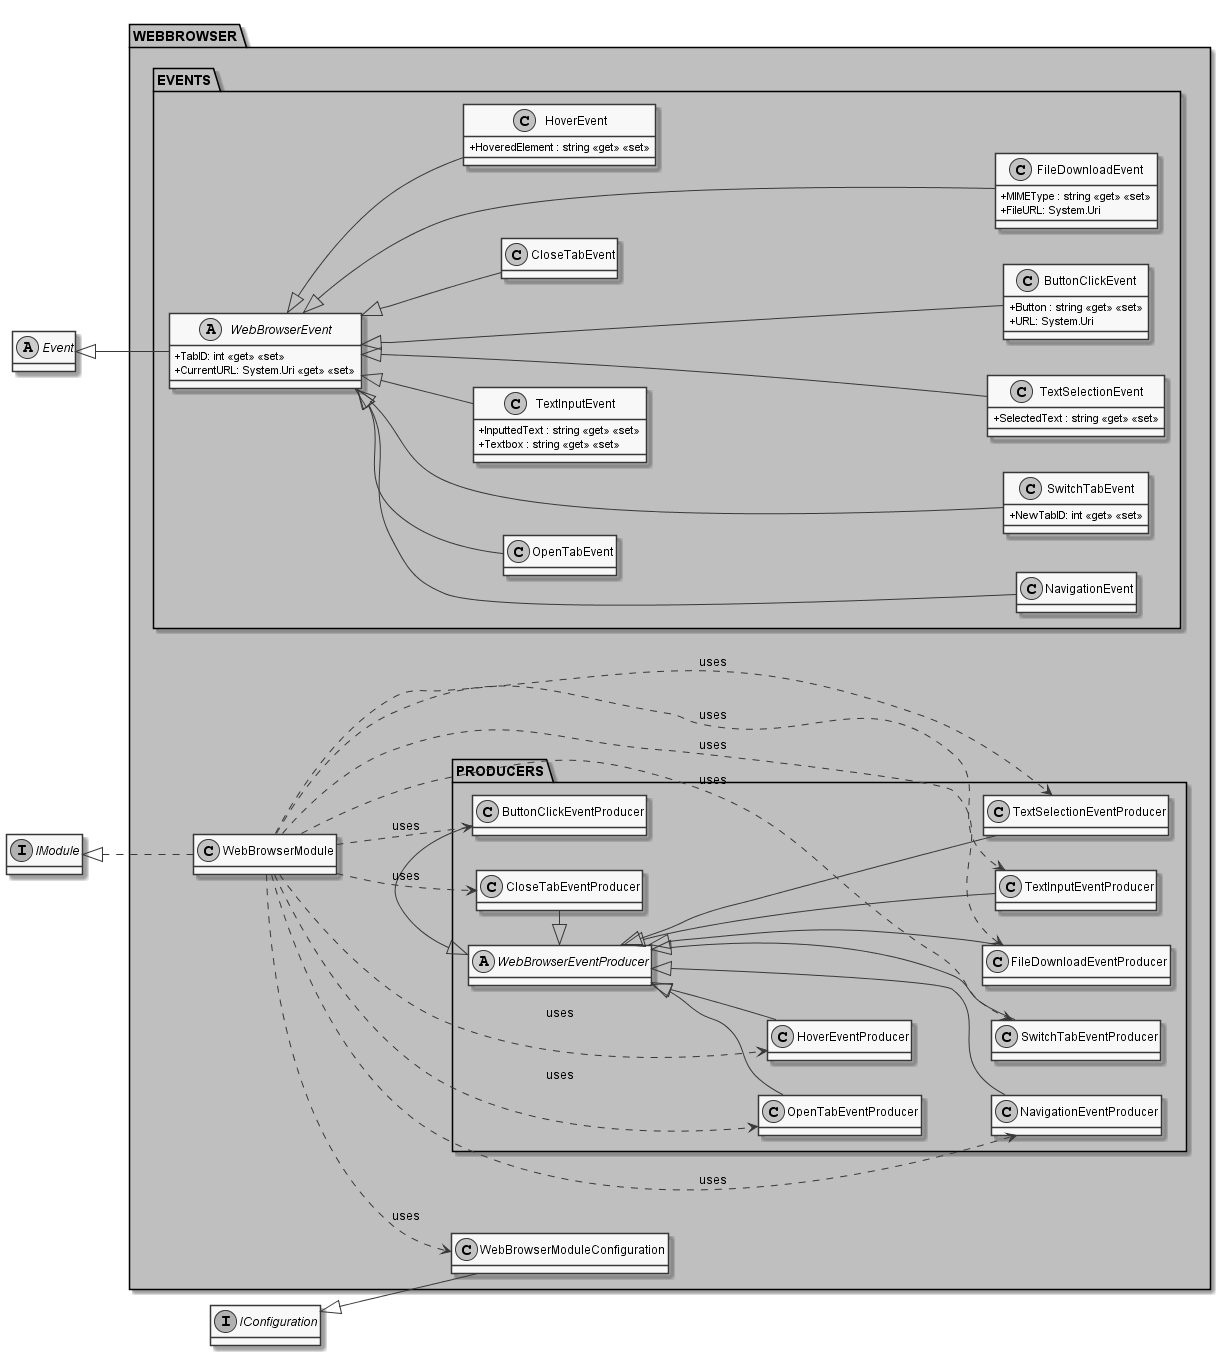 WEBBROWSER
EVENTS
C HoverEvent
+HoveredElement : string «get» «set»
C FileDownloadEvent
+MIMEType : string «get» «set»
+FileURL: System.Uri
C CloseTabEvent
C ButtonClickEvent
+Button : string «get» «set»
+URL: System.Uri
A Event
A WebBrowserEvent
+TabID: int «get» «set»
+CurrentURL: System.Uri «get» «set»
C TextInputEvent
+InputtedText : string «get» «set»
+Textbox : string «get» «set»
C TextSelectionEvent
+SelectedText : string «get» «set»
C SwitchTabEvent
+NewTabID: int «get» «set»
C OpenTabEvent
C NavigationEvent
uses
uses
uses
uses
PRODUCERS
C ButtonClickEventProducer
C TextSelectionEventProducer
uses
I IModule
C WebBrowserModule
uses
C CloseTabEventProducer
C TextInputEventProducer
A WebBrowserEventProducer
C FileDownloadEventProducer
uses
C HoverEventProducer
C SwitchTabEventProducer
uses
C OpenTabEventProducer
C NavigationEventProducer
uses
uses
C WebBrowserModuleConfiguration
I IConfiguration